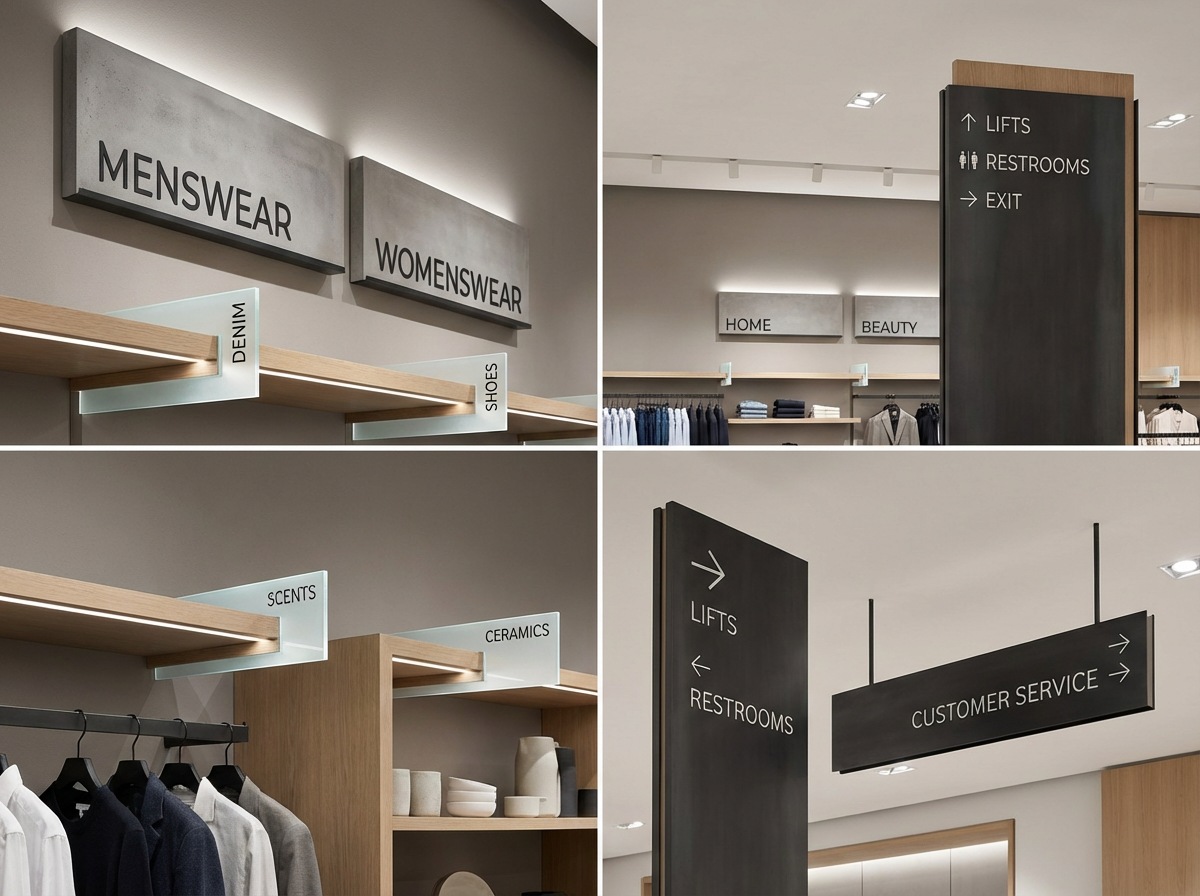 MENSWEAR
WOMENSWEAR
DENIM
SHOES
↑ LIFTS
RESTROOMS
→ EXIT
HOME
BEAUTY
SCENTS
CERAMICS
→
LIFTS
←
RESTROOMS
→
CUSTOMER SERVICE →